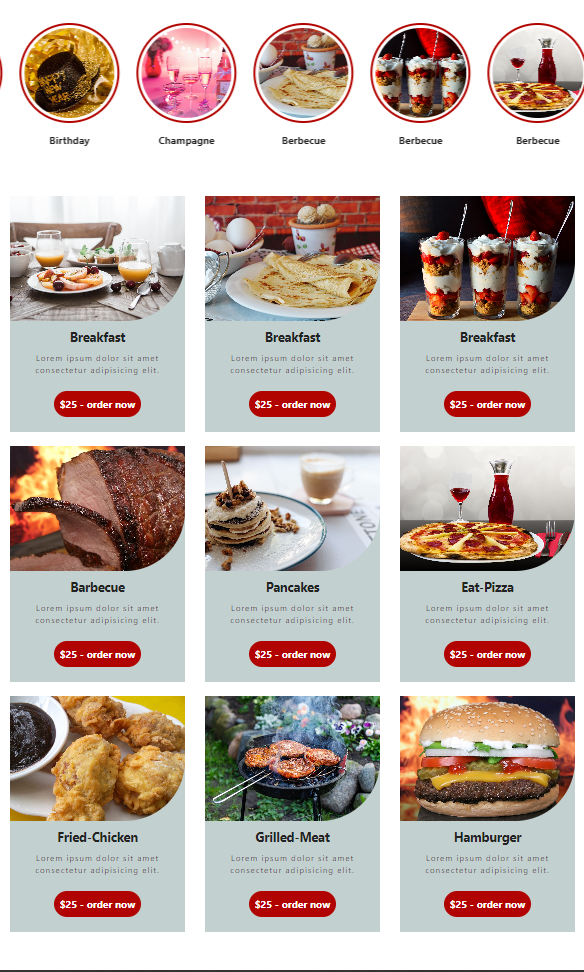 HAPPY
NEW
YEAR
Birthday
Champagne
Berbecue
Berbecue
Berbecue
Breakfast
Lorem ipsum dolor sit amet
consectetur adipisicing elit.
$25 - order now
Breakfast
Lorem ipsum dolor sit amet
consectetur adipisicing elit.
$25 - order now
Breakfast
Lorem ipsum dolor sit amet
consectetur adipisicing elit.
$25 - order now
Barbecue
Lorem ipsum dolor sit amet
consectetur adipisicing elit.
$25 - order now
Pancakes
Lorem ipsum dolor sit amet
consectetur adipisicing elit.
$25 - order now
Eat-Pizza
Lorem ipsum dolor sit amet
consectetur adipisicing elit.
$25 - order now
Fried-Chicken
Lorem ipsum dolor sit amet
consectetur adipisicing elit.
$25 - order now
Grilled-Meat
Lorem ipsum dolor sit amet
consectetur adipisicing elit.
$25 - order now
Hamburger
Lorem ipsum dolor sit amet
consectetur adipisicing elit.
$25 - order now